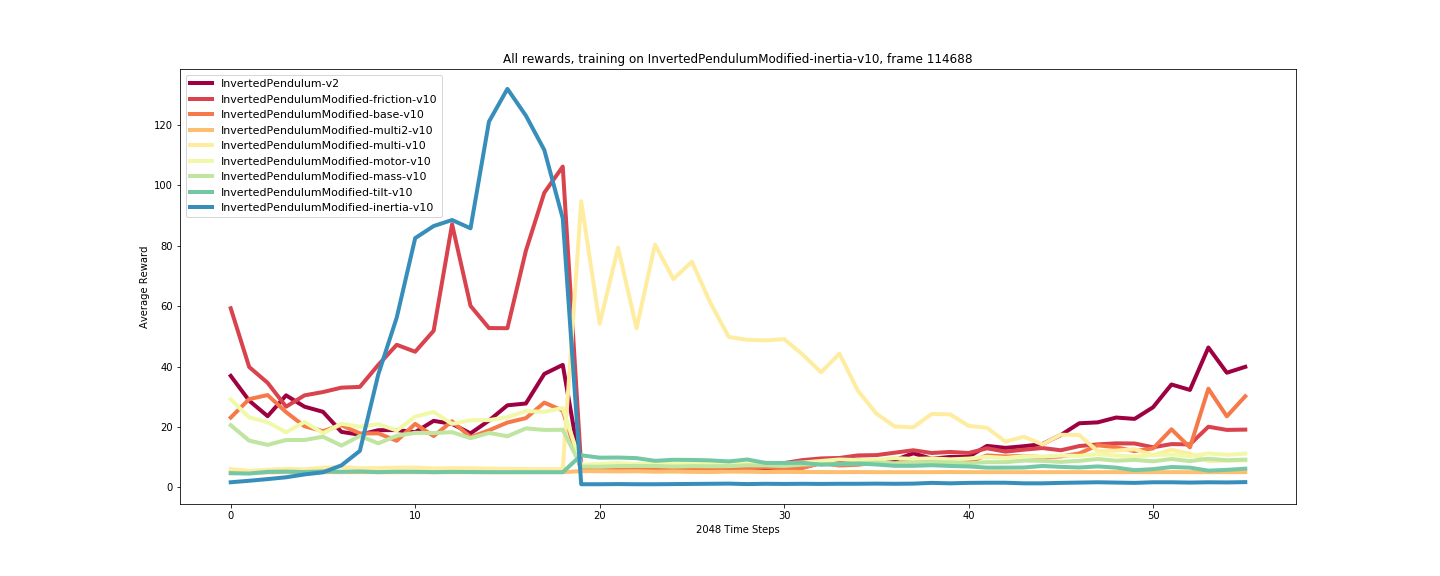 All rewards, training on InvertedPendulumModified-inertia-v10, frame 114688
InvertedPendulum-v2
InvertedPendulumModified-friction-v10
InvertedPendulumModified-base-v10
InvertedPendulumModified-multi2-v10
InvertedPendulumModified-multi-v10
InvertedPendulumModified-motor-v10
InvertedPendulumModified-mass-v10
InvertedPendulumModified-tilt-v10
InvertedPendulumModified-inertia-v10
Average Reward
120
100
80
60
40
20
0
0 10 20 30 40 50
2048 Time Steps